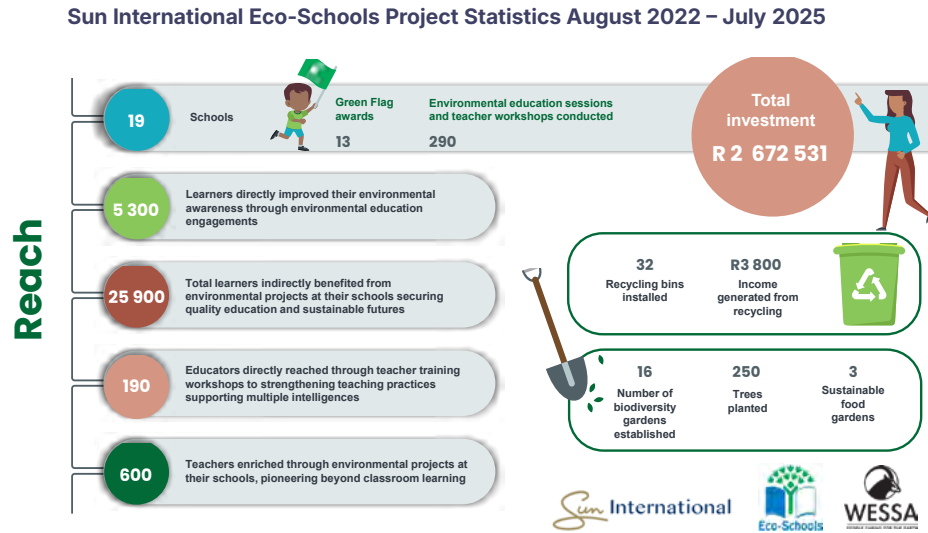 Sun International Eco-Schools Project Statistics August 2022 – July 2025
Reach
19
Schools
Green Flag
awards
13
Environmental education sessions
and teacher workshops conducted
290
Total
investment
R 2 672 531
5 300
Learners directly improved their environmental
awareness through environmental education
engagements
25 900
Total learners indirectly benefited from
environmental projects at their schools securing
quality education and sustainable futures
190
Educators directly reached through teacher training
workshops to strengthening teaching practices
supporting multiple intelligences
600
Teachers enriched through environmental projects at
their schools, pioneering beyond classroom learning
32
Recycling bins
installed
R3 800
Income
generated from
recycling
16
Number of
biodiversity
gardens
established
250
Trees
planted
3
Sustainable
food
gardens
Sun International
Eco-Schools
WESSA